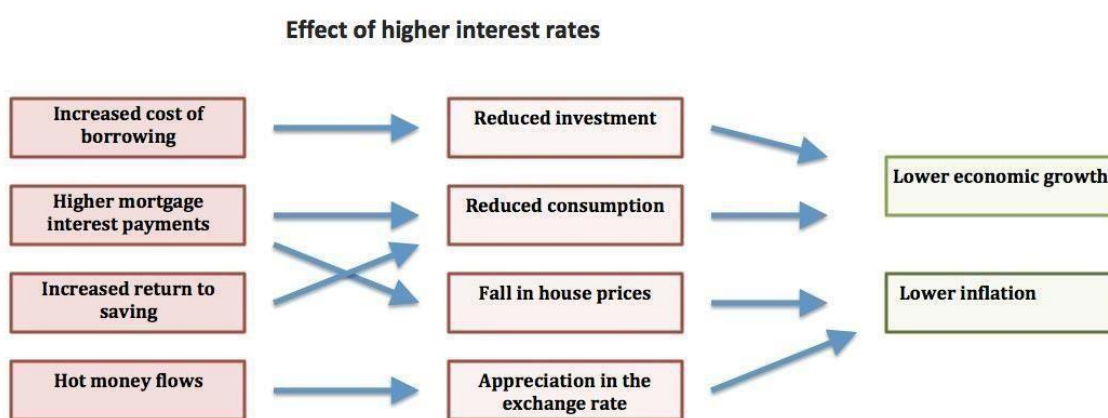 Effect of higher interest rates
Increased cost of
borrowing
Reduced investment
Lower economic growth
Higher mortgage
interest payments
Reduced consumption
Increased return to
saving
Fall in house prices
Lower inflation
Hot money flows
Appreciation in the
exchange rate